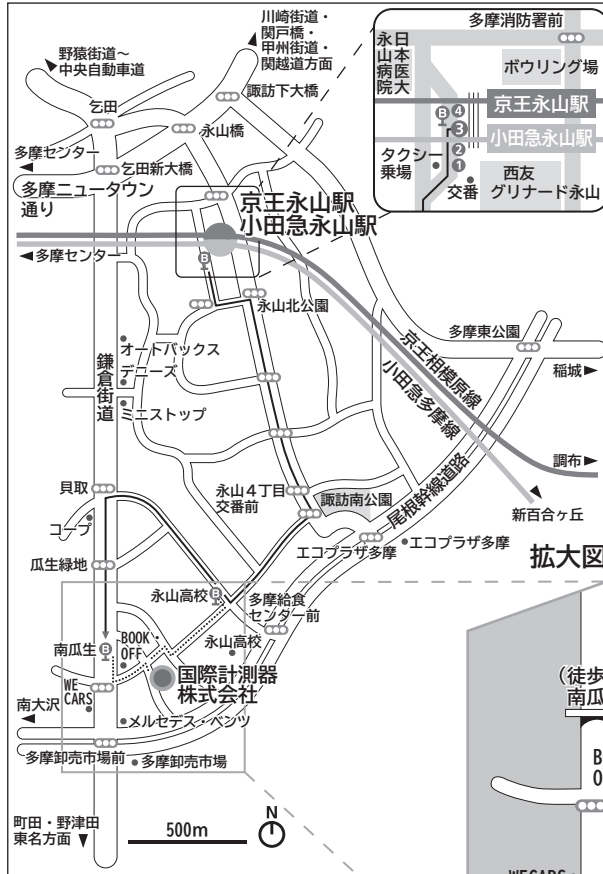 川崎街道・
関戸橋・
甲州街道・
関越道方面
野猿街道〜
中央自動車道
諏訪下大橋
乞田
永山橋
多摩センター
乞田新大橋
多摩ニュータウン
通り
京王永山駅
小田急永山駅
多摩センター
B
永山北公園
多摩消防署前
日本医大
永山病院
ボウリング場
京王永山駅
小田急永山駅
B
4
3
2
1
タクシー
乗場
交番
西友
グリナード永山
オートバックス
デニーズ
ミニストップ
鎌倉街道
京王相模原線
小田急多摩線
多摩東公園
稲城
調布
新百合ヶ丘
尾根幹線道路
貝取
コープ
瓜生緑地
永山4丁目
交番前
諏訪南公園
エコプラザ多摩
エコプラザ多摩
拡大図
永山高校
B
多摩給食
センター前
永山高校
南瓜生
B
BOOK・
OFF
WE
CARS
国際計測器
株式会社
南大沢
メルセデス・ベンツ
多摩卸売市場前
多摩卸売市場
町田・野津田
東名方面
500m
N
(徒歩
南瓜
B
O
WECARS